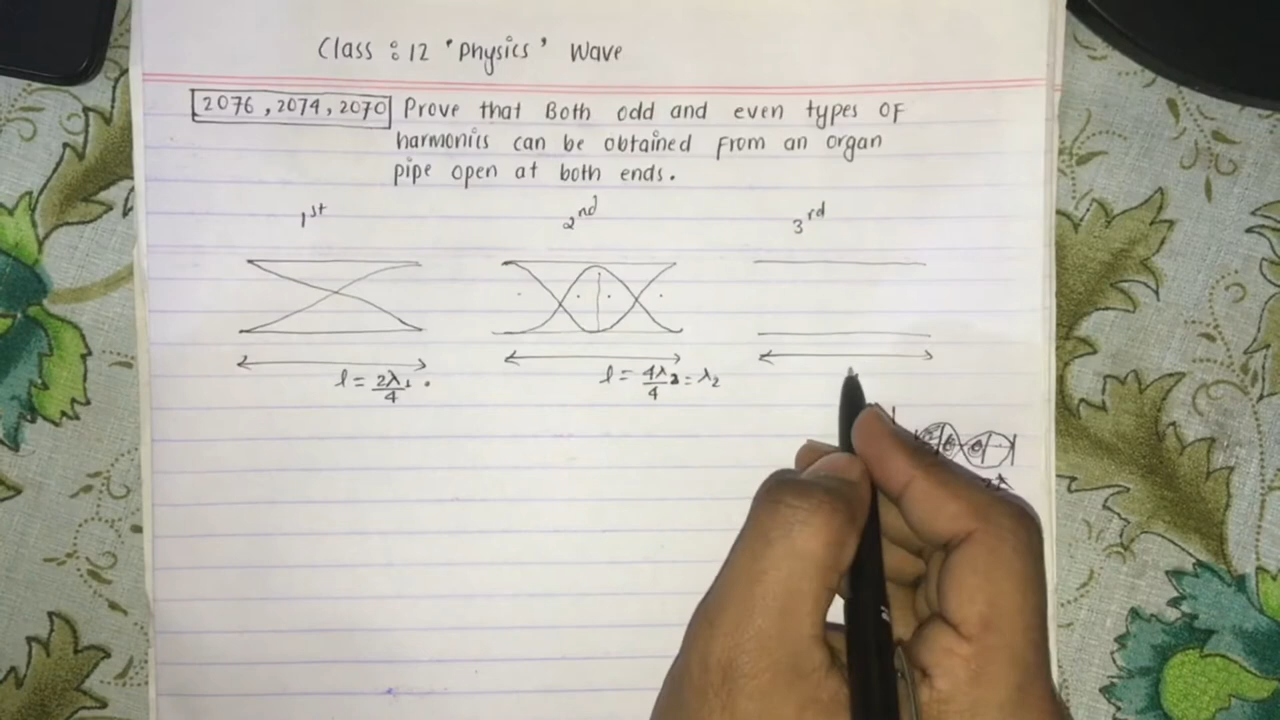 Class : 12 'Physics' Wave
2076, 2074, 2070 Prove that Both odd and even types of
harmonics can be obtained from an organ
pipe open at both ends.
1st 2nd 3rd
l = 2λ1/4 . l = 4λ2/4 = λ2